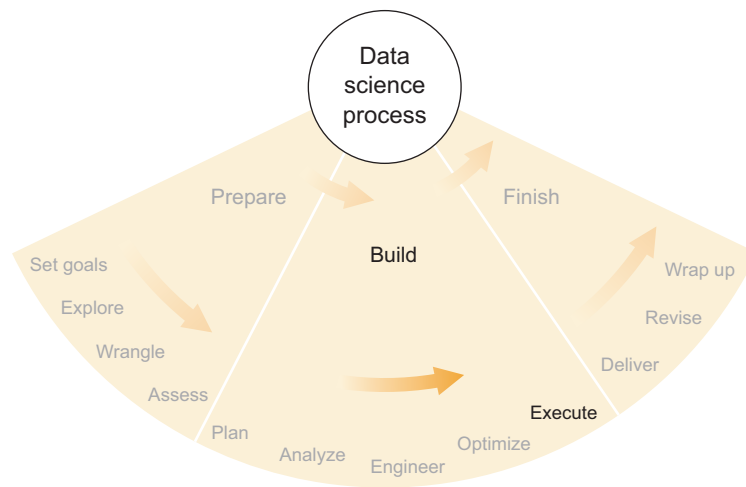 Data
science
process
Prepare
Finish
Build
Set goals
Explore
Wrangle
Assess
Plan
Analyze
Engineer
Optimize
Execute
Deliver
Revise
Wrap up